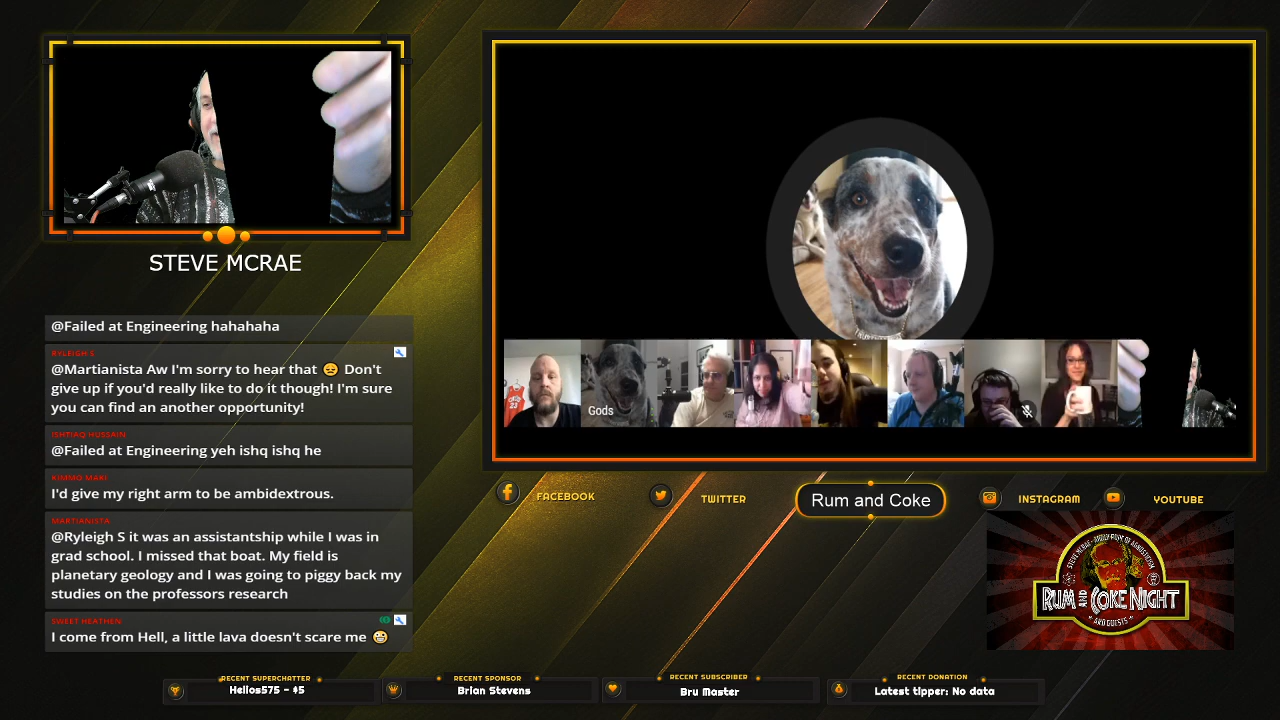 STEVE MCRAE
@Failed at Engineering hahahaha
RYLEIGH S
@Martianista Aw I'm sorry to hear that 😔 Don't
give up if you'd really like to do it though! I'm sure
you can find an another opportunity!
ISHTIAQ HUSSAIN
@Failed at Engineering yeh ishq ishq he
KIMMO MAKI
I'd give my right arm to be ambidextrous.
MARTIANISTA
@Ryleigh S it was an assistantship while I was in
grad school. I missed that boat. My field is
planetary geology and I was going to piggy back my
studies on the professors research
SWEET HEATHEN
I come from Hell, a little lava doesn't scare me 😀
23
Gods
FACEBOOK
TWITTER
Rum and Coke
INSTAGRAM
YOUTUBE
RUM AND COKE NIGHT
AND GUESTS
RECENT SUPERCHATTER
Helios575 - $5
RECENT SPONSOR
Brian Stevens
RECENT SUBSCRIBER
Bru Master
RECENT DONATION
Latest tipper: No data